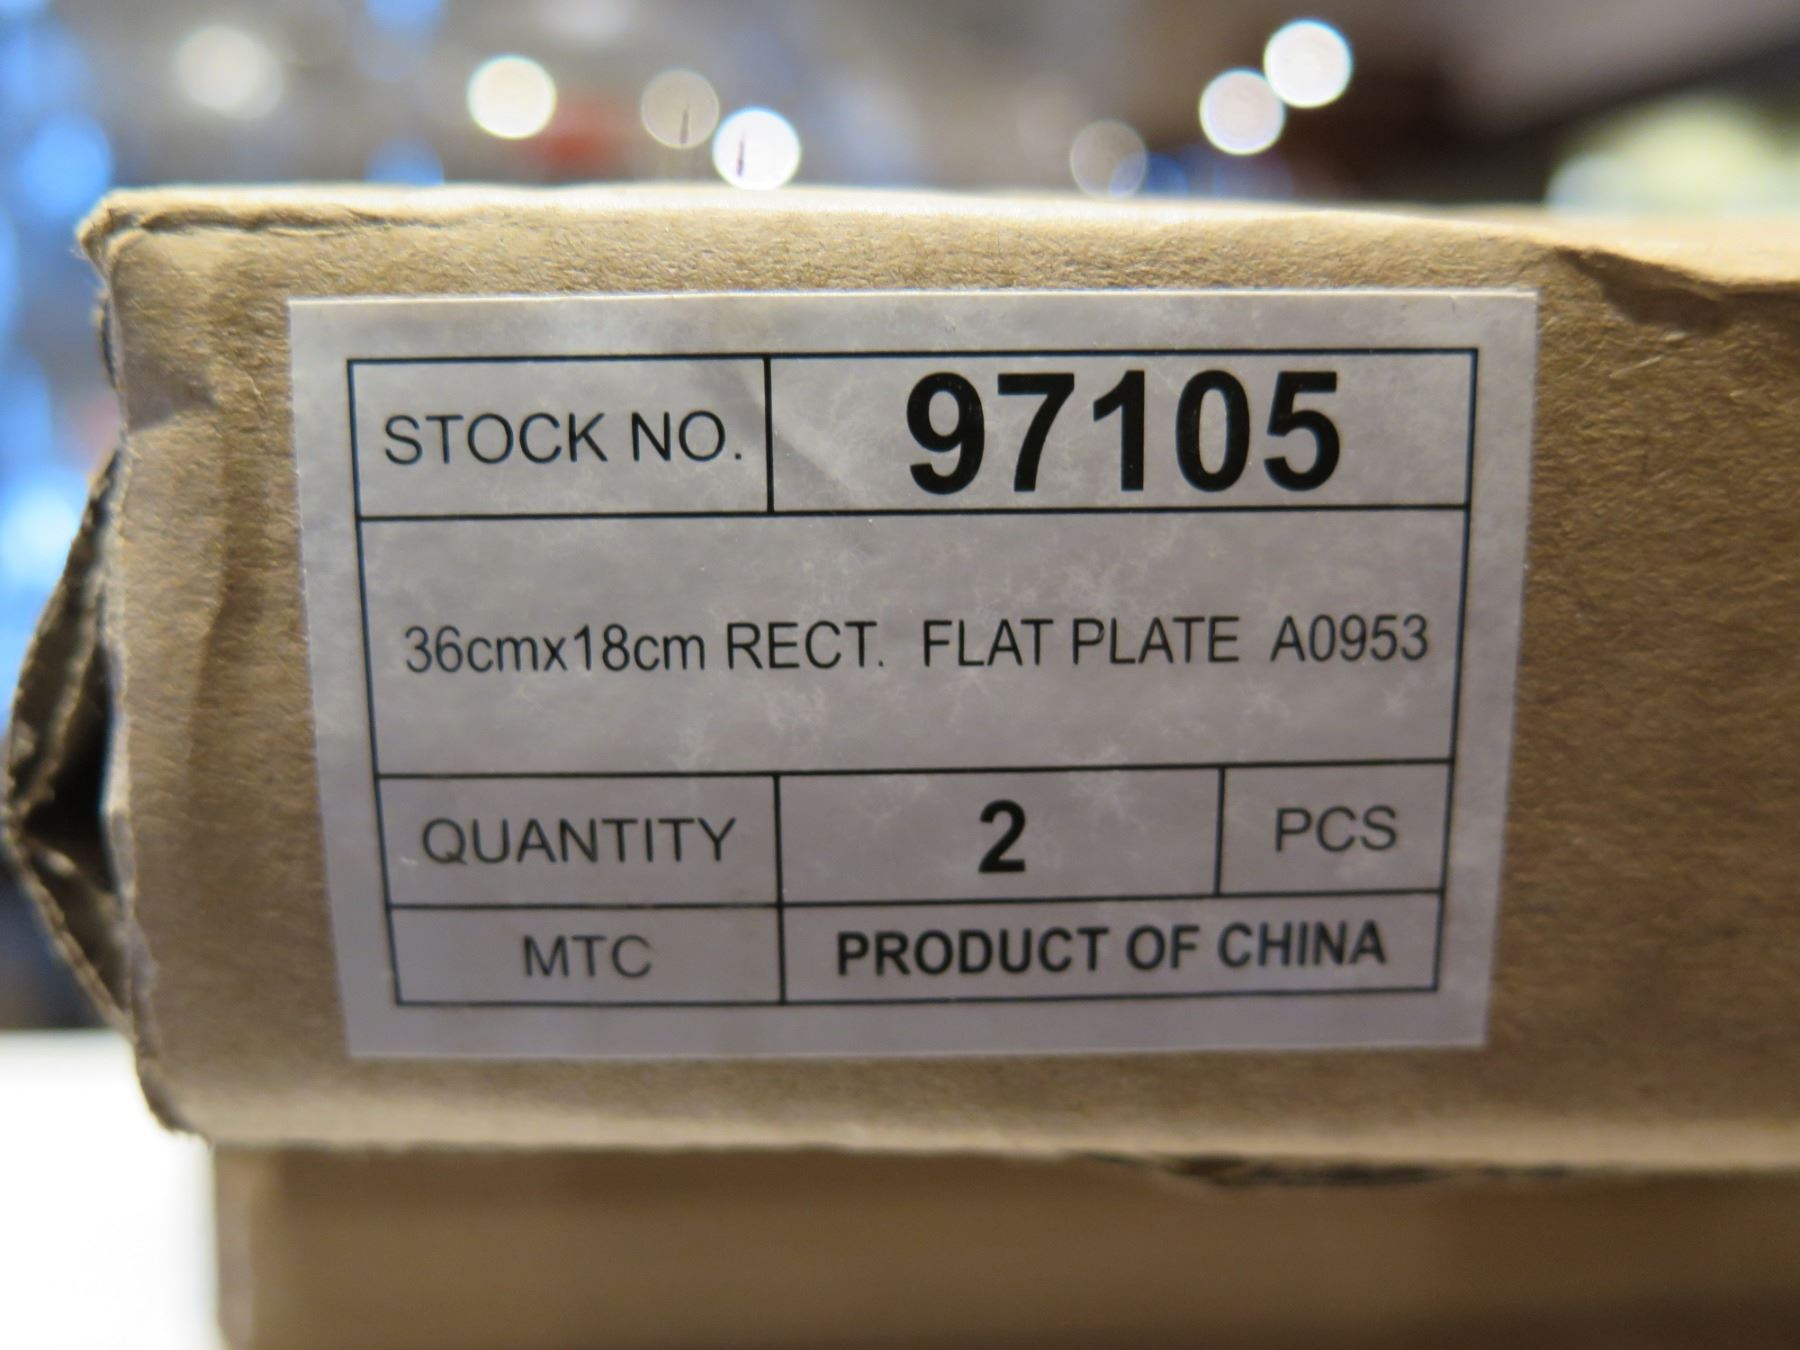 STOCK NO. 97105
36cmx18cm RECT. FLAT PLATE A0953
QUANTITY 2 PCS
MTC PRODUCT OF CHINA